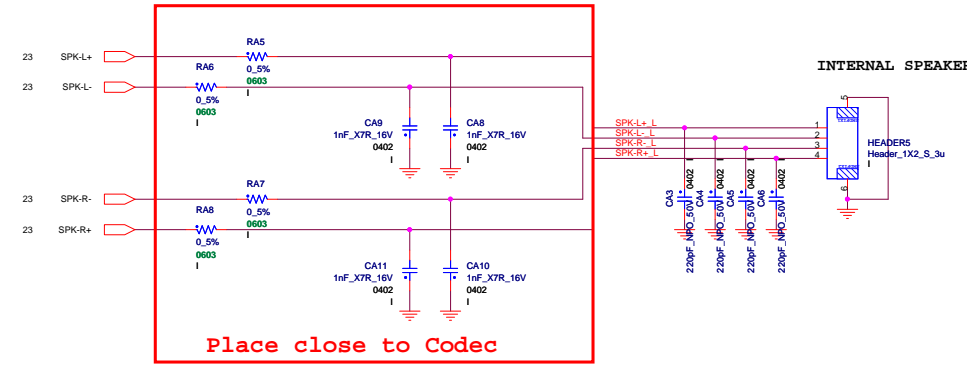 INTERNAL SPEAKER
23 SPK-L+
RA5
0_5%
0603
I
23 SPK-L-
RA6
0_5%
0603
I
CA9
1nF_X7R_16V
0402
I
CA8
1nF_X7R_16V
0402
I
23 SPK-R-
RA7
0_5%
0603
I
23 SPK-R+
RA8
0_5%
0603
I
CA11
1nF_X7R_16V
0402
I
CA10
1nF_X7R_16V
0402
I
SPK-L+_L
SPK-L-_L
SPK-R-_L
SPK-R+_L
1
2
3
4
5
6
HEADER5
Header_1X2_S_3u
I
CA3
220pF_NPO_50V
0402
I
CA4
220pF_NPO_50V
0402
I
CA5
220pF_NPO_50V
0402
I
CA6
220pF_NPO_50V
0402
I
Place close to Codec